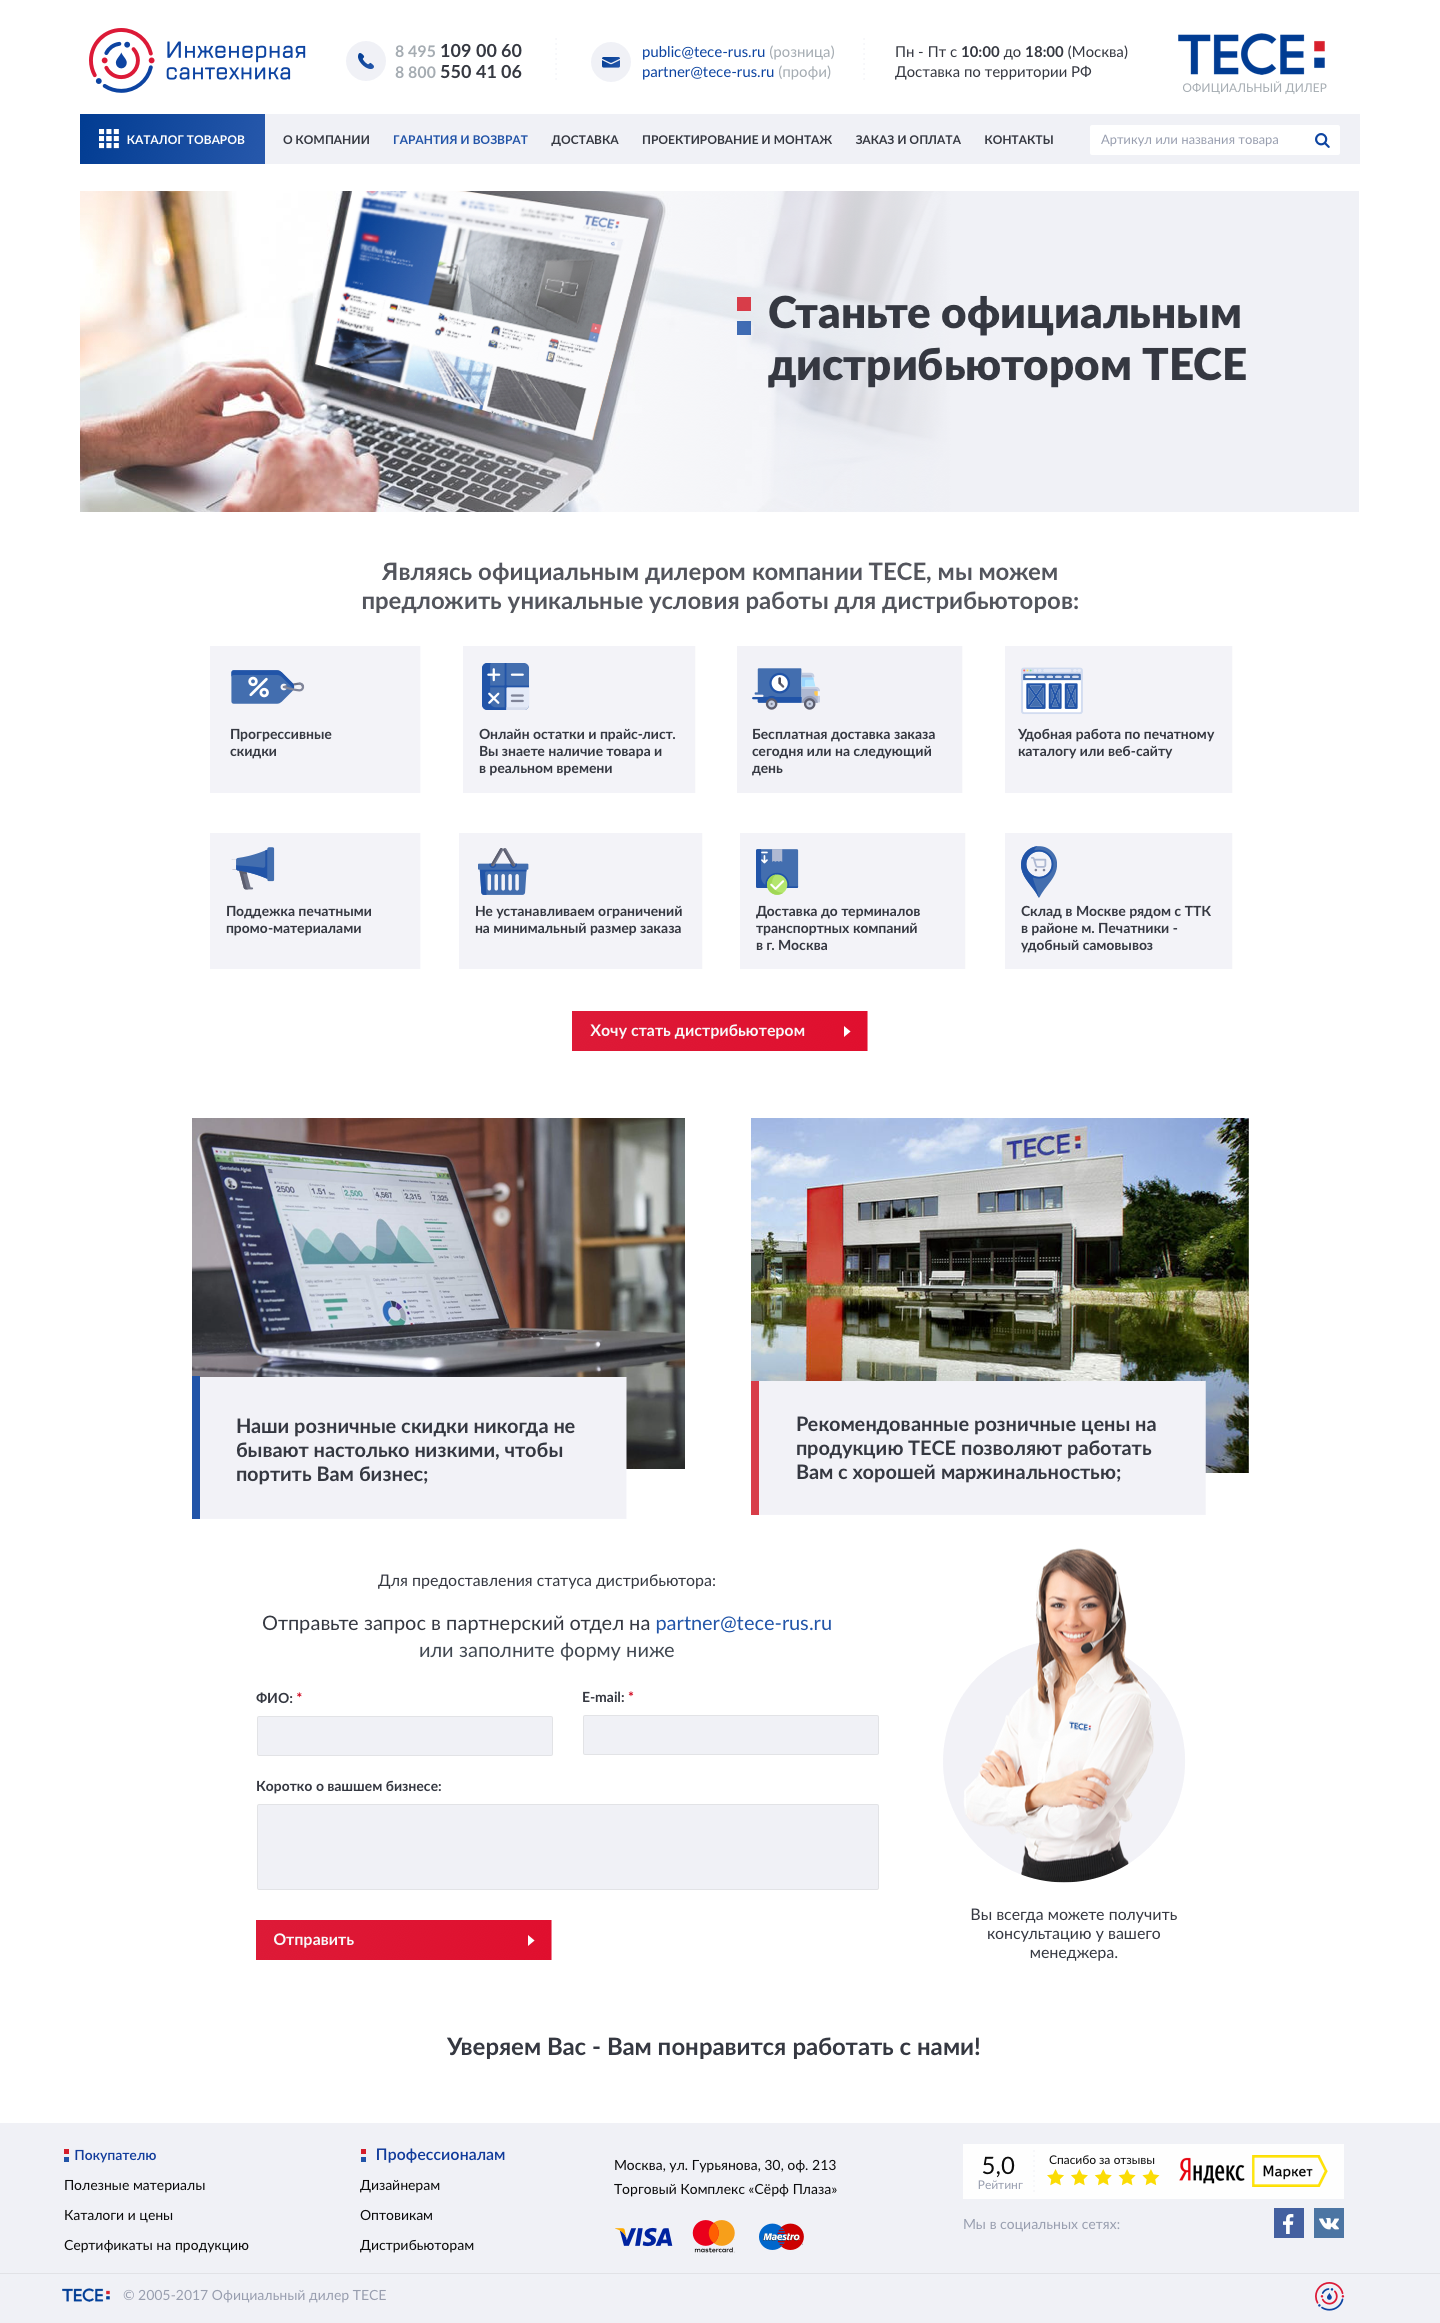 Инженерная
сантехника
8 495 109 00 60
8 800 550 41 06
public@tece-rus.ru (розница)
partner@tece-rus.ru (профи)
Пн - Пт с 10:00 до 18:00 (Москва)
Доставка по территории РФ
TECE
ОФИЦИАЛЬНЫЙ ДИЛЕР
КАТАЛОГ ТОВАРОВ
О КОМПАНИИ
ГАРАНТИЯ И ВОЗВРАТ
ДОСТАВКА
ПРОЕКТИРОВАНИЕ И МОНТАЖ
ЗАКАЗ И ОПЛАТА
КОНТАКТЫ
Артикул или названия товара
TECE
Станьте официальным
дистрибьютором TECE
Являясь официальным дилером компании TECE, мы можем
предложить уникальные условия работы для дистрибьюторов:
Прогрессивные
скидки
Онлайн остатки и прайс-лист.
Вы знаете наличие товара и
в реальном времени
Бесплатная доставка заказа
сегодня или на следующий
день
Удобная работа по печатному
каталогу или веб-сайту
Поддежка печатными
промо-материалами
Не устанавливаем ограничений
на минимальный размер заказа
Доставка до терминалов
транспортных компаний
в г. Москва
Склад в Москве рядом с ТТК
в районе м. Печатники -
удобный самовывоз
Хочу стать дистрибьютером
2500
1.51
2,500
4,567
2,315
7,325
TECE
Наши розничные скидки никогда не
бывают настолько низкими, чтобы
портить Вам бизнес;
Рекомендованные розничные цены на
продукцию TECE позволяют работать
Вам с хорошей маржинальностью;
Для предоставления статуса дистрибьютора:
Отправьте запрос в партнерский отдел на partner@tece-rus.ru
или заполните форму ниже
ФИО: *
E-mail: *
Коротко о вашшем бизнесе:
Отправить
TECE
Вы всегда можете получить
консультацию у вашего
менеджера.
Уверяем Вас - Вам понравится работать с нами!
Покупателю
Полезные материалы
Каталоги и цены
Сертификаты на продукцию
Профессионалам
Дизайнерам
Оптовикам
Дистрибьюторам
Москва, ул. Гурьянова, 30, оф. 213
Торговый Комплекс «Сёрф Плаза»
VISA
mastercard
Maestro
5,0
Рейтинг
Спасибо за отзывы
Яндекс
Маркет
Мы в социальных сетях:
TECE
© 2005-2017 Официальный дилер TECE